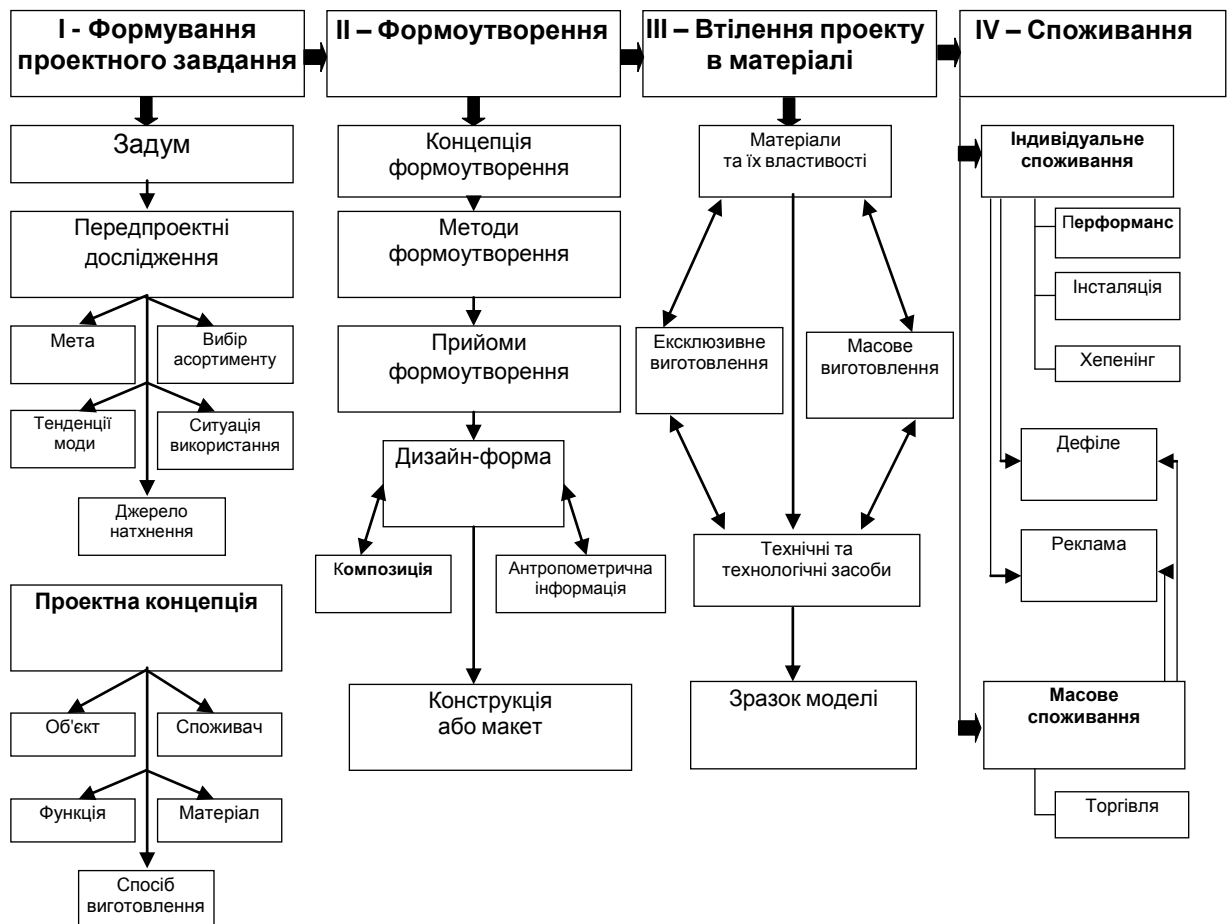 I - Формування
проектного завдання
Задум
Передпроектні
дослідження
Мета
Вибір
асортименту
Тенденції
моди
Ситуація
використання
Джерело
натхнення
Проектна концепція
Об'єкт
Споживач
Функція
Матеріал
Спосіб
виготовлення
II – Формоутворення
Концепція
формоутворення
Методи
формоутворення
Прийоми
формоутворення
Дизайн-форма
Композиція
Антропометрична
інформація
Конструкція
або макет
III – Втілення проекту
в матеріалі
Матеріали
та їх властивості
Ексклюзивне
виготовлення
Масове
виготовлення
Технічні та
технологічні засоби
Зразок моделі
IV – Споживання
Індивідуальне
споживання
Перформанс
Інсталяція
Хепенінг
Дефіле
Реклама
Масове
споживання
Торгівля